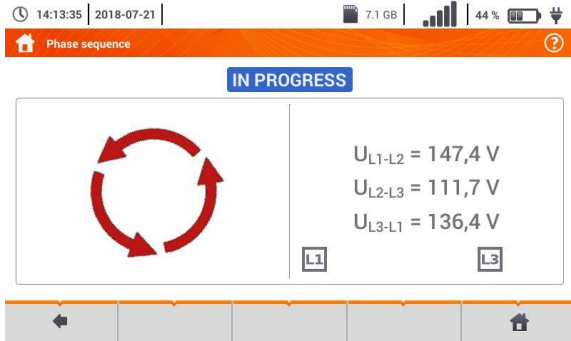 14:13:35 2018-07-21 7.1 GB 44 %
Phase sequence ?
IN PROGRESS
UL1-L2 = 147,4 V
UL2-L3 = 111,7 V
UL3-L1 = 136,4 V
L1 L3